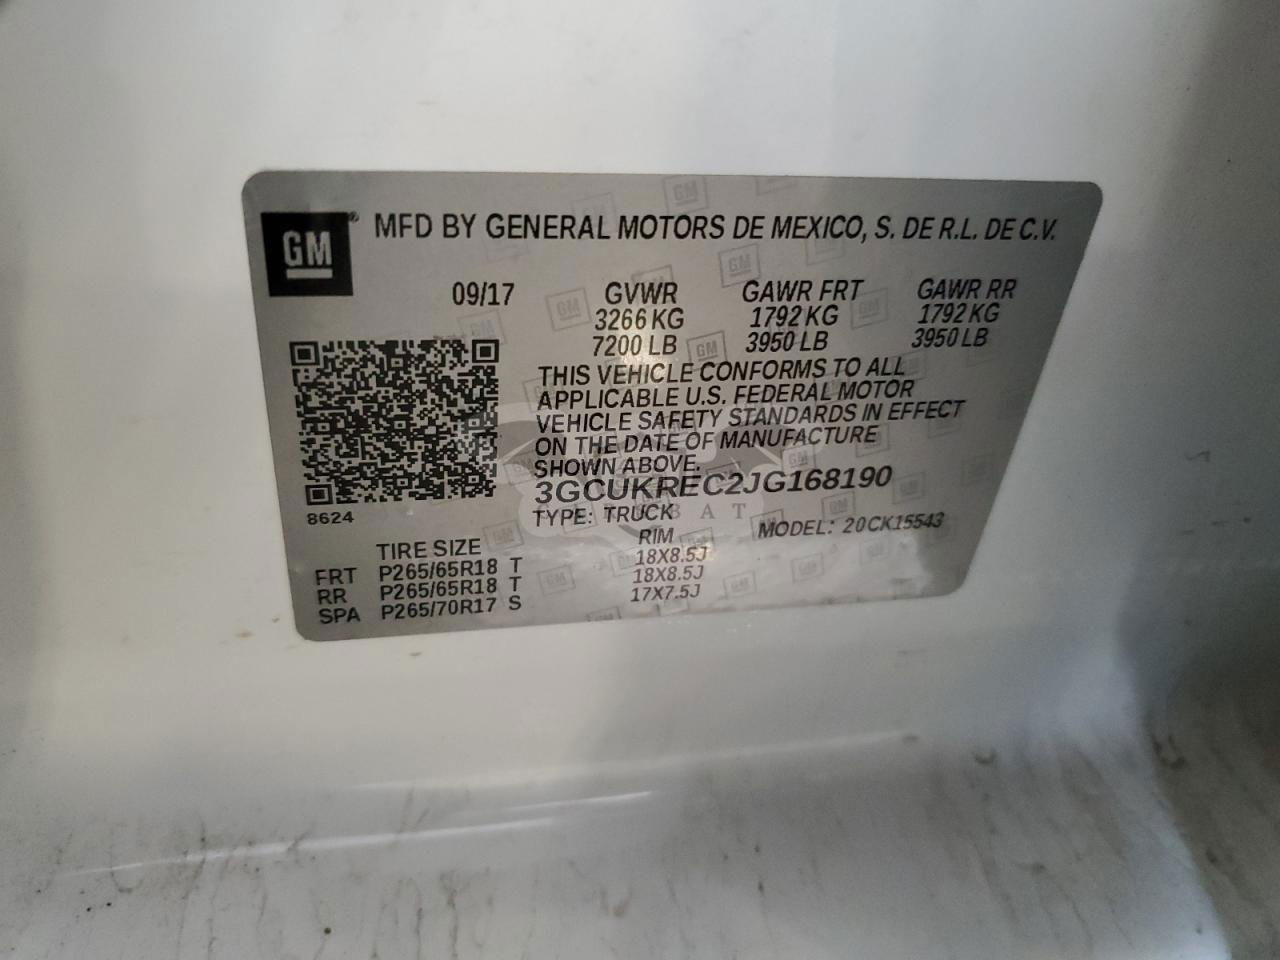 GM ® MFD BY GENERAL MOTORS DE MEXICO, S. DE R.L. DE C.V.
09/17 GVWR GAWR FRT GAWR RR
3266 KG 1792 KG 1792 KG
7200 LB 3950 LB 3950 LB
THIS VEHICLE CONFORMS TO ALL
APPLICABLE U.S. FEDERAL MOTOR
VEHICLE SAFETY STANDARDS IN EFFECT
ON THE DATE OF MANUFACTURE
SHOWN ABOVE.
3GCUKREC2JG168190
8624
TYPE: TRUCK MODEL: 20CK15543
TIRE SIZE RIM
FRT P265/65R18 T 18X8.5J
RR P265/65R18 T 18X8.5J
SPA P265/70R17 S 17X7.5J